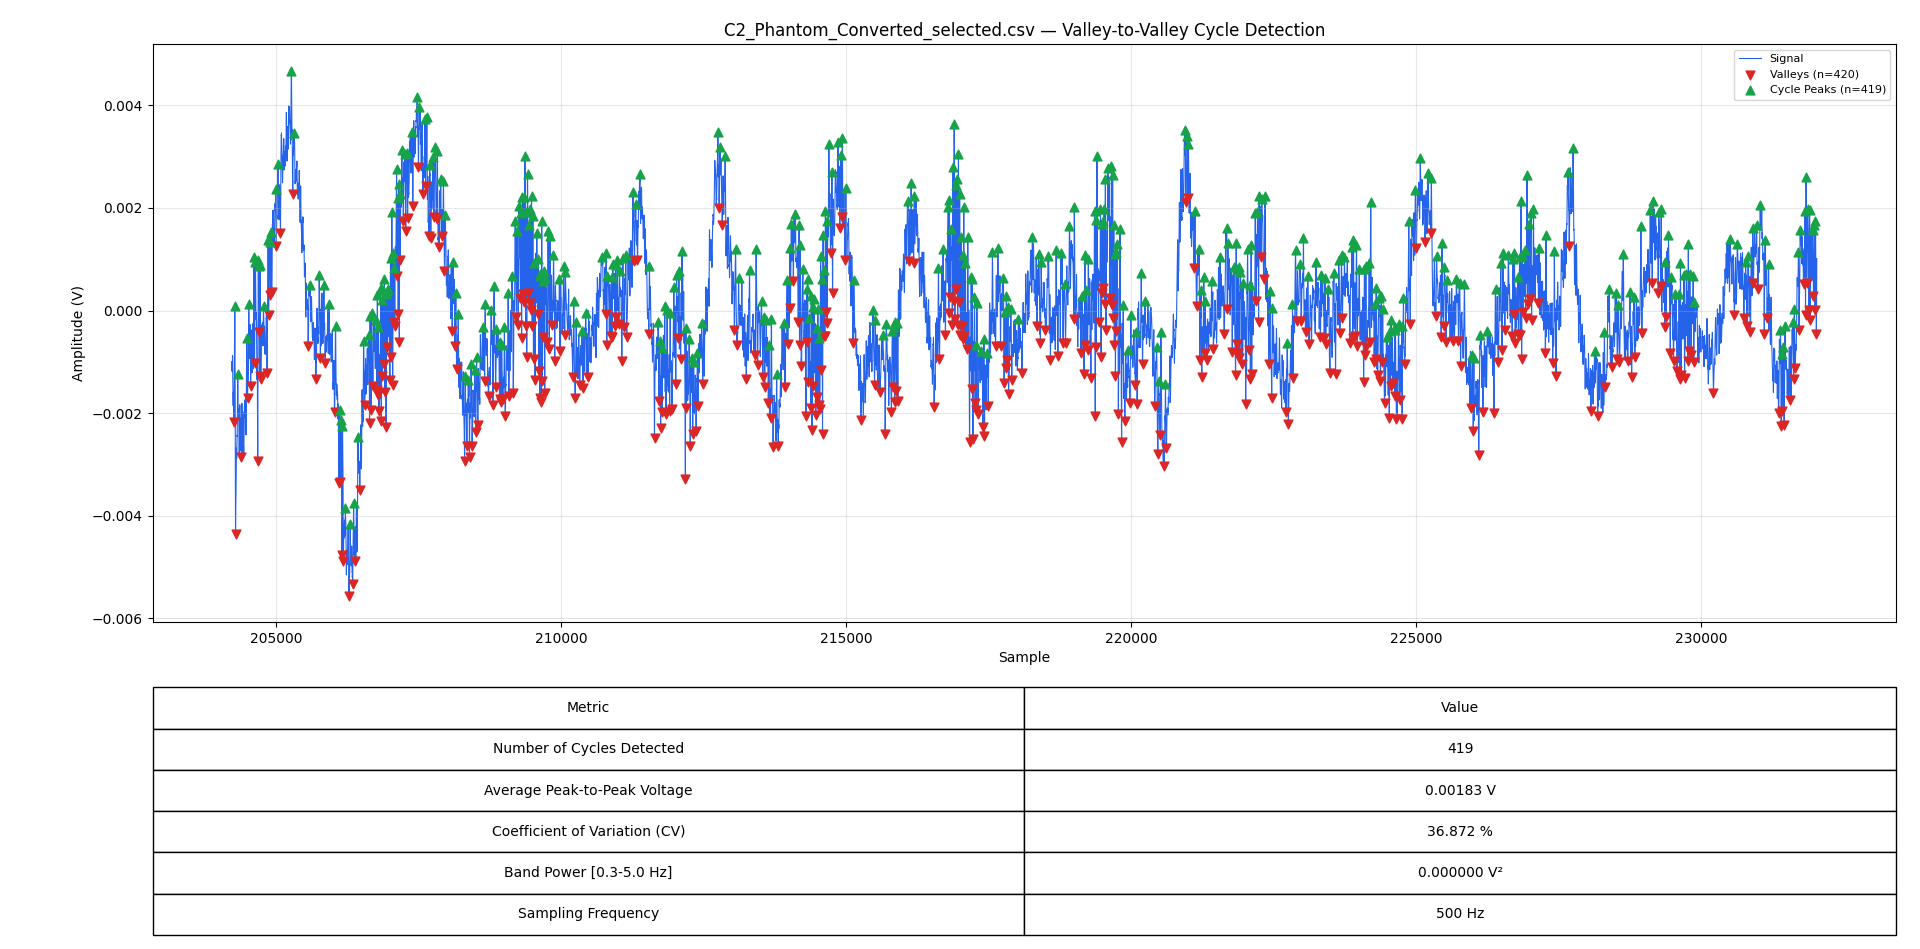 C2_Phantom_Converted_selected.csv — Valley-to-Valley Cycle Detection
Signal
Valleys (n=420)
Cycle Peaks (n=419)
Amplitude (V)
0.004
0.002
0.000
−0.002
−0.004
−0.006
205000 210000 215000 220000 225000 230000
Sample
Metric Value
Number of Cycles Detected 419
Average Peak-to-Peak Voltage 0.00183 V
Coefficient of Variation (CV) 36.872 %
Band Power [0.3-5.0 Hz] 0.000000 V²
Sampling Frequency 500 Hz